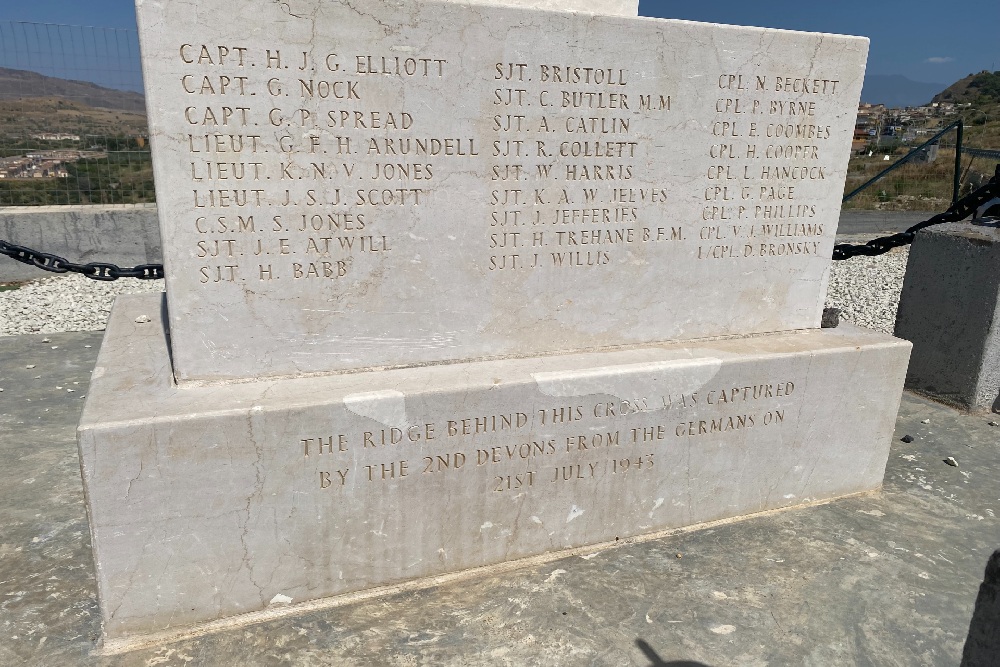 CAPT. H. J. G. ELLIOTT
CAPT. G. NOCK
CAPT. G. P. SPREAD
LIEUT. G. F. H. ARUNDELL
LIEUT. K. N. V. JONES
LIEUT. J. S. J. SCOTT
C.S.M. S. JONES
SJT. J. E. ATWILL
SJT. H. BABB
SJT. BRISTOLL
SJT. C. BUTLER M.M
SJT. A. CATLIN
SJT. R. COLLETT
SJT. W. HARRIS
SJT. K. A. W. JELVES
SJT. J. JEFFERIES
SJT. H. TREHANE B.F.M.
SJT. J. WILLIS
CPL. N. BECKETT
CPL. P. BYRNE
CPL. E. COOMBES
CPL. H. COOPER
CPL. L. HANCOCK
CPL. G. PAGE
CPL. P. PHILLIPS
CPL. V. J. WILLIAMS
L/CPL. D. BRONSKY
THE RIDGE BEHIND THIS CROSS WAS CAPTURED
BY THE 2ND DEVONS FROM THE GERMANS ON
21ST JULY 1943